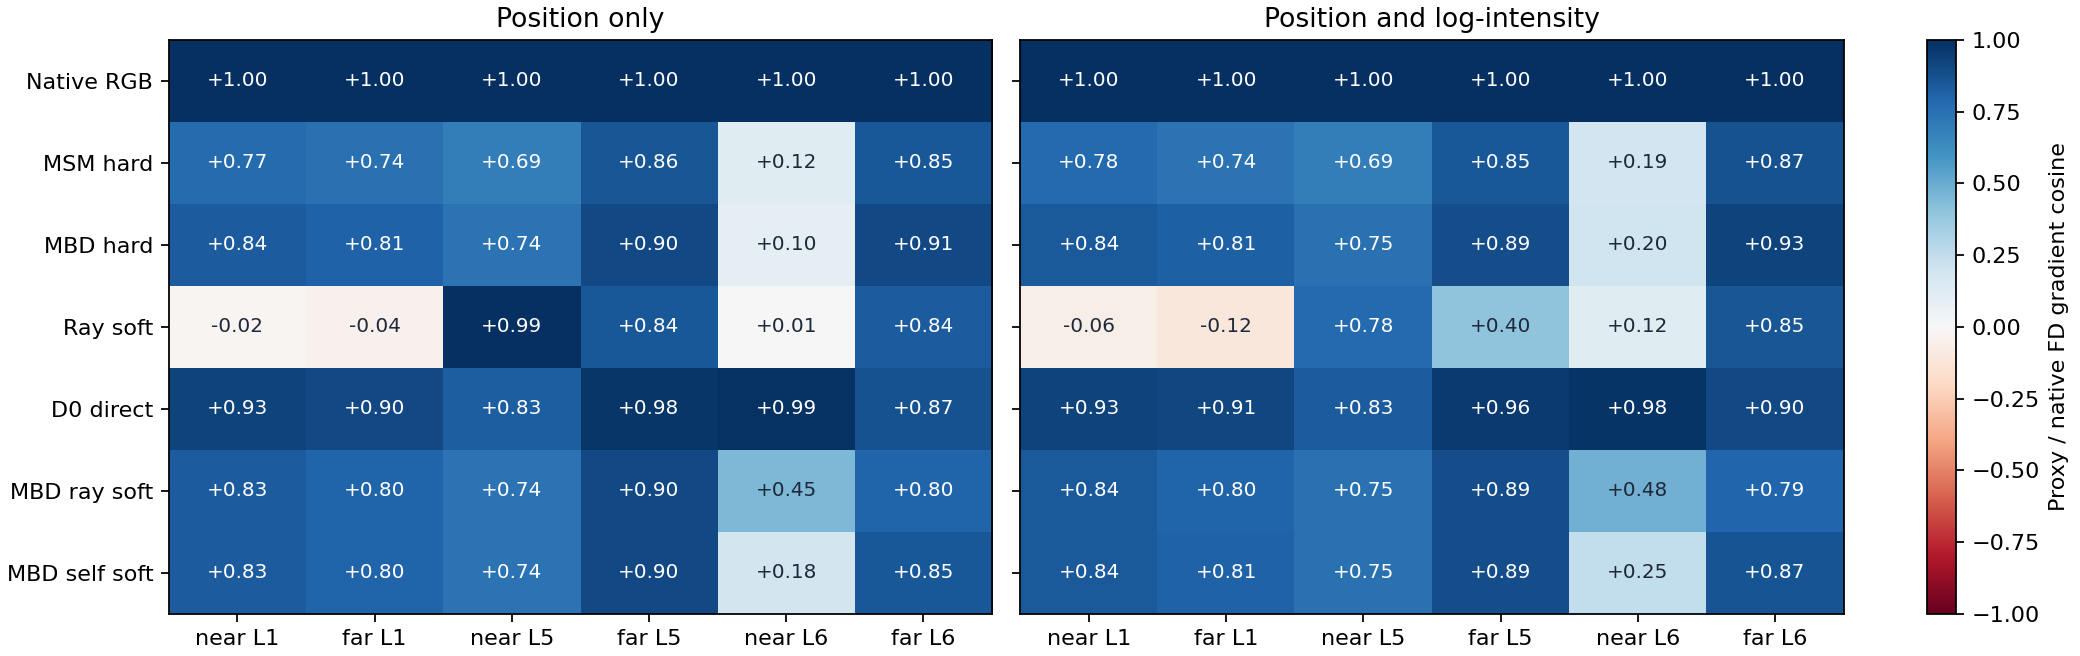 Position only
Position and log-intensity
Native RGB +1.00 +1.00 +1.00 +1.00 +1.00 +1.00 +1.00 +1.00 +1.00 +1.00 +1.00 +1.00
MSM hard +0.77 +0.74 +0.69 +0.86 +0.12 +0.85 +0.78 +0.74 +0.69 +0.85 +0.19 +0.87
MBD hard +0.84 +0.81 +0.74 +0.90 +0.10 +0.91 +0.84 +0.81 +0.75 +0.89 +0.20 +0.93
Ray soft -0.02 -0.04 +0.99 +0.84 +0.01 +0.84 -0.06 -0.12 +0.78 +0.40 +0.12 +0.85
D0 direct +0.93 +0.90 +0.83 +0.98 +0.99 +0.87 +0.93 +0.91 +0.83 +0.96 +0.98 +0.90
MBD ray soft +0.83 +0.80 +0.74 +0.90 +0.45 +0.80 +0.84 +0.80 +0.75 +0.89 +0.48 +0.79
MBD self soft +0.83 +0.80 +0.74 +0.90 +0.18 +0.85 +0.84 +0.81 +0.75 +0.89 +0.25 +0.87
near L1 far L1 near L5 far L5 near L6 far L6
near L1 far L1 near L5 far L5 near L6 far L6
1.00
0.75
0.50
0.25
0.00
−0.25
−0.50
−0.75
−1.00
Proxy / native FD gradient cosine